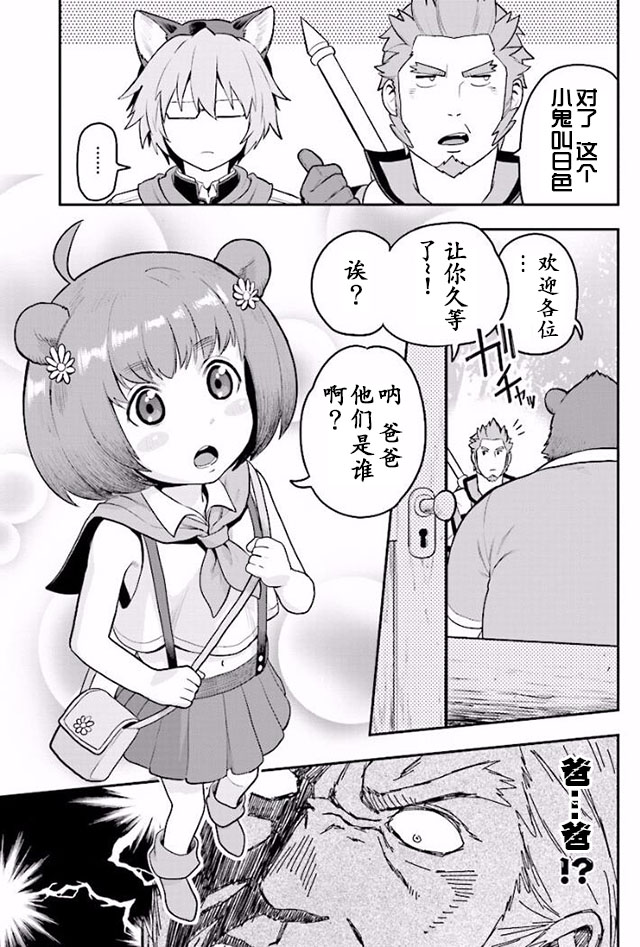 对了 这个
小鬼叫日色
…
…
欢迎各位
ガチャッ
让你久等
了~!
诶?
呐 爸爸
他们是谁
啊?
爸…爸!?